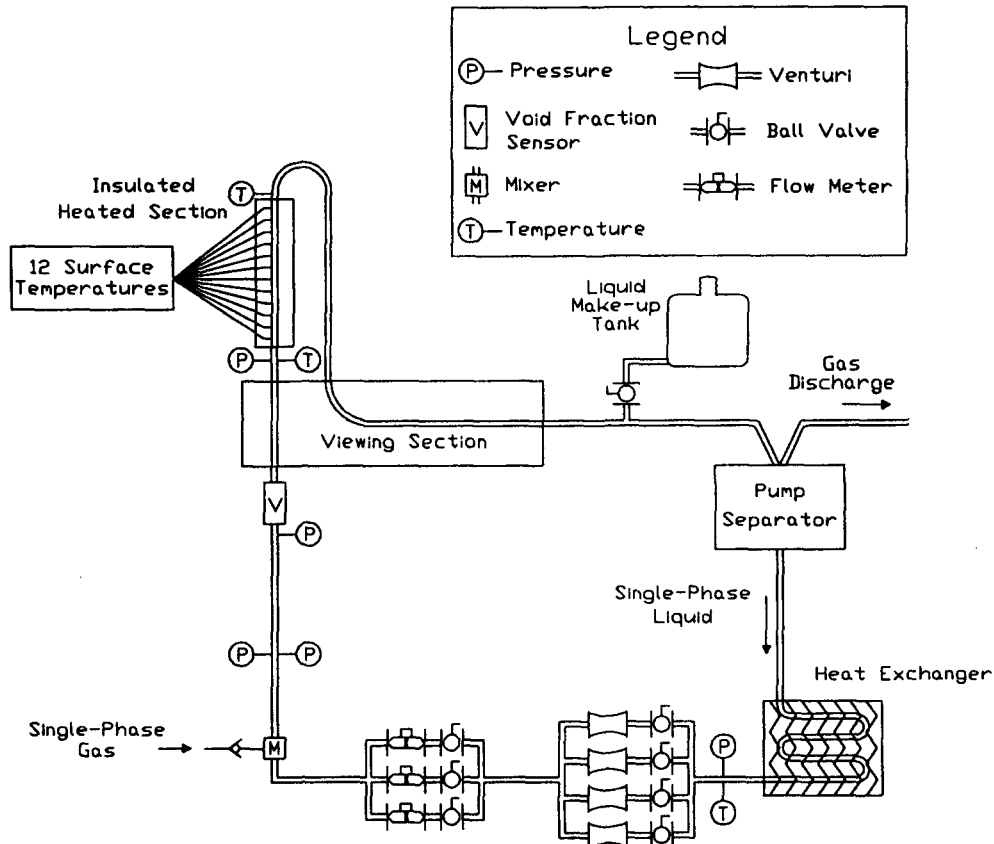 Legend
P Pressure
Venturi
V Void Fraction
Sensor
Ball Valve
M Mixer
Flow Meter
T Temperature
Insulated
Heated Section
T
12 Surface
Temperatures
P T
Liquid
Make-up
Tank
Gas
Discharge
Viewing Section
Pump
Separator
V
P
Single-Phase
Liquid
P P
Heat Exchanger
Single-Phase
Gas
M
P
T